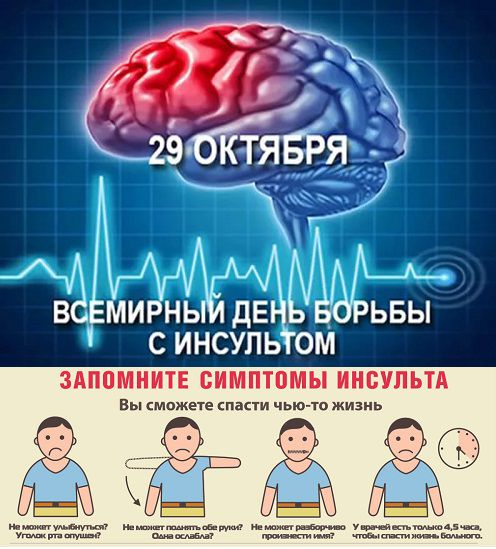 29 ОКТЯБРЯ
ВСЕМИРНЫЙ ДЕНЬ БОРЬБЫ
С ИНСУЛЬТОМ
ЗАПОМНИТЕ СИМПТОМЫ ИНСУЛЬТА
Вы сможете спасти чью-то жизнь
Не может улыбнуться?
Уголок рта опущен?
Не может поднять обе руки?
Одна ослабла?
Не может разборчиво
произнести имя?
У врачей есть только 4,5 часа,
чтобы спасти жизнь больного.